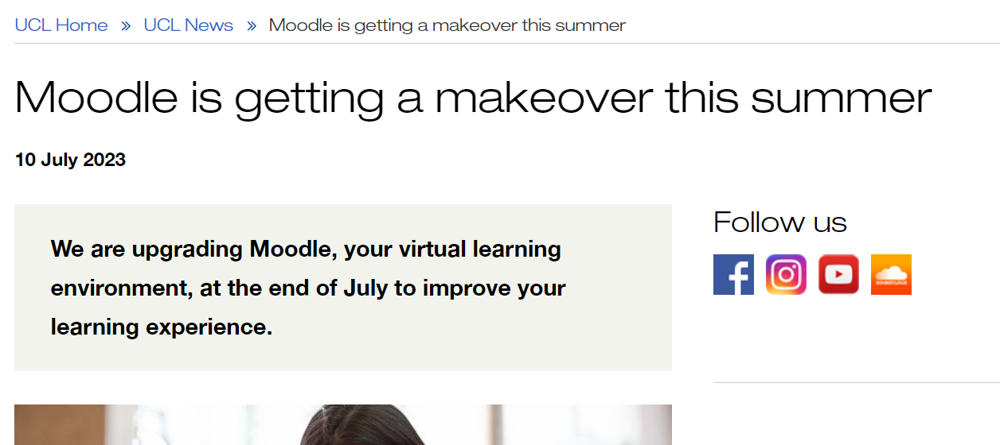 UCL Home » UCL News » Moodle is getting a makeover this summer
Moodle is getting a makeover this summer
10 July 2023
We are upgrading Moodle, your virtual learning
environment, at the end of July to improve your
learning experience.
Follow us
SOUNDCLOUD